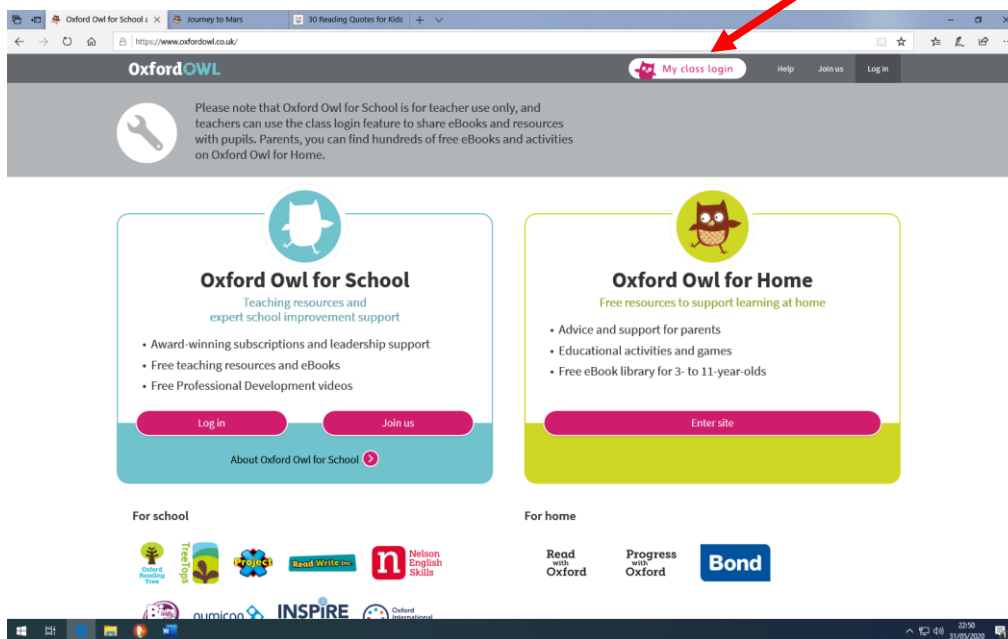 Oxford Owl for School a
Journey to Mars
30 Reading Quotes for Kids
https://www.oxfordowl.co.uk/
OxfordOWL
My class login
Help
Join us
Log in
Please note that Oxford Owl for School is for teacher use only, and
teachers can use the class login feature to share eBooks and resources
with pupils. Parents, you can find hundreds of free eBooks and activities
on Oxford Owl for Home.
Oxford Owl for School
Teaching resources and
expert school improvement support
• Award-winning subscriptions and leadership support
• Free teaching resources and eBooks
• Free Professional Development videos
Log in
Join us
About Oxford Owl for School
Oxford Owl for Home
Free resources to support learning at home
• Advice and support for parents
• Educational activities and games
• Free eBook library for 3- to 11-year-olds
Enter site
For school
Oxford
Reading
Tree
TreeTops
Project
Read Write Inc.
n
Nelson
English
Skills
numicon
INSPIRE
Oxford
International
For home
Read
with
Oxford
Progress
with
Oxford
Bond
22:50
31/05/2020